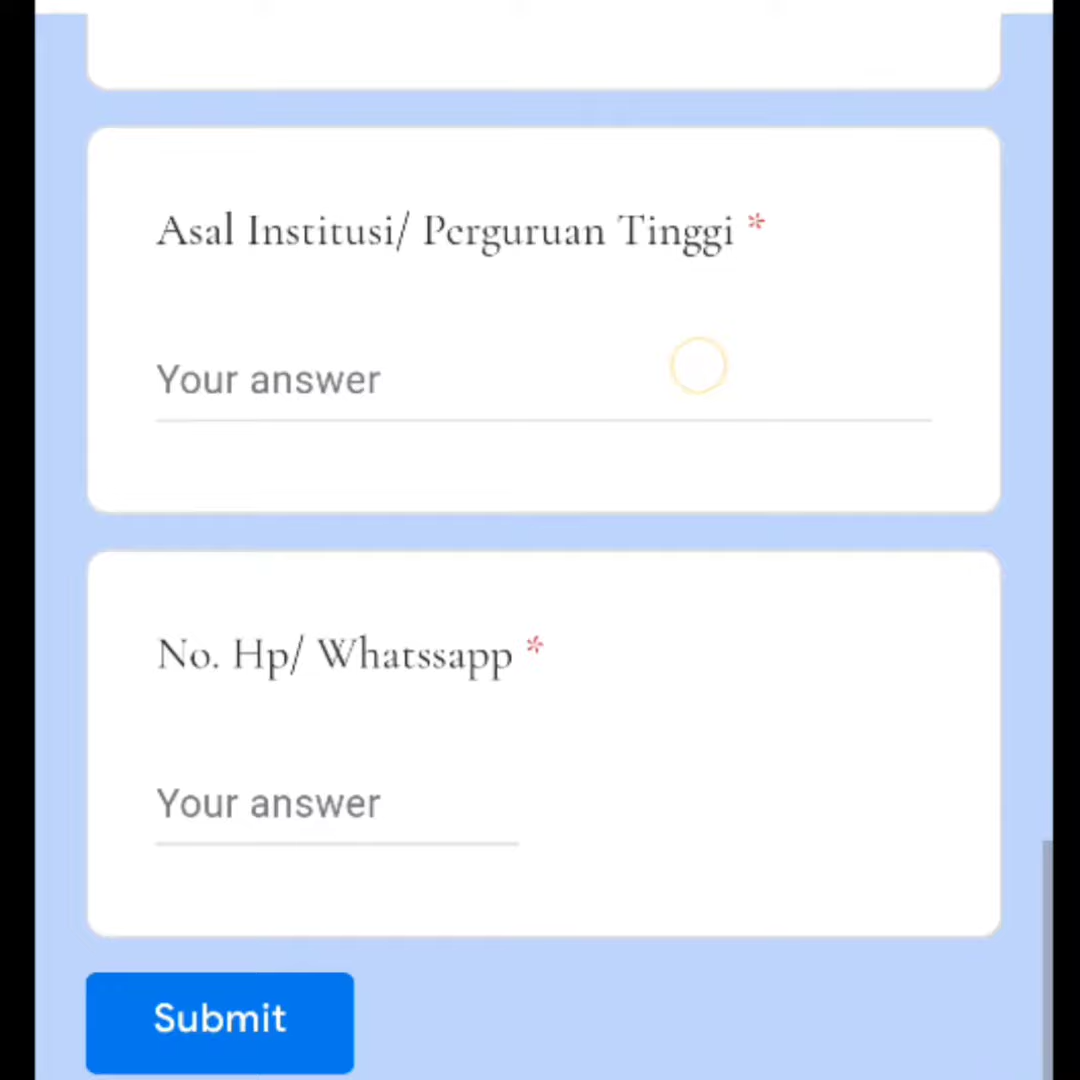 Asal Institusi/ Perguruan Tinggi *
Your answer
No. Hp/ Whatssapp *
Your answer
Submit